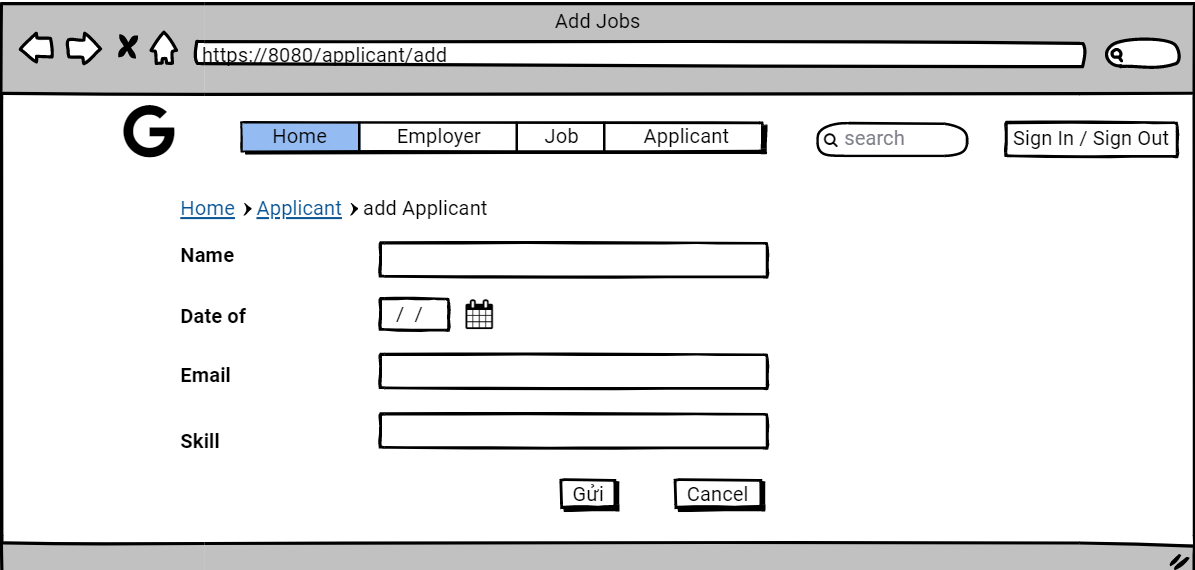 Add Jobs
https://8080/applicant/add
G Home Employer Job Applicant search Sign In / Sign Out
Home Applicant add Applicant
Name
Date of / /
Email
Skill
Gửi Cancel